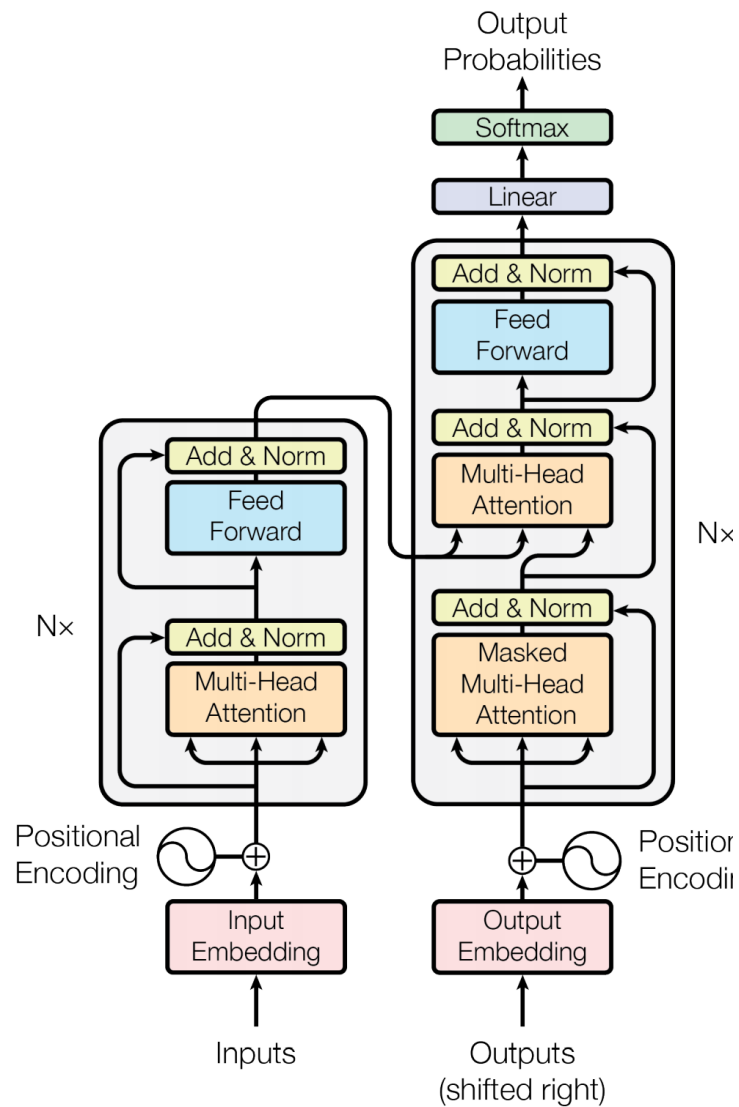 Output
Probabilities
Softmax
Linear
Add & Norm
Feed
Forward
Add & Norm
Multi-Head
Attention
Add & Norm
Masked
Multi-Head
Attention
N×
Add & Norm
Feed
Forward
Add & Norm
Multi-Head
Attention
N×
Positional
Encoding
Input
Embedding
Inputs
Output
Embedding
Outputs
(shifted right)